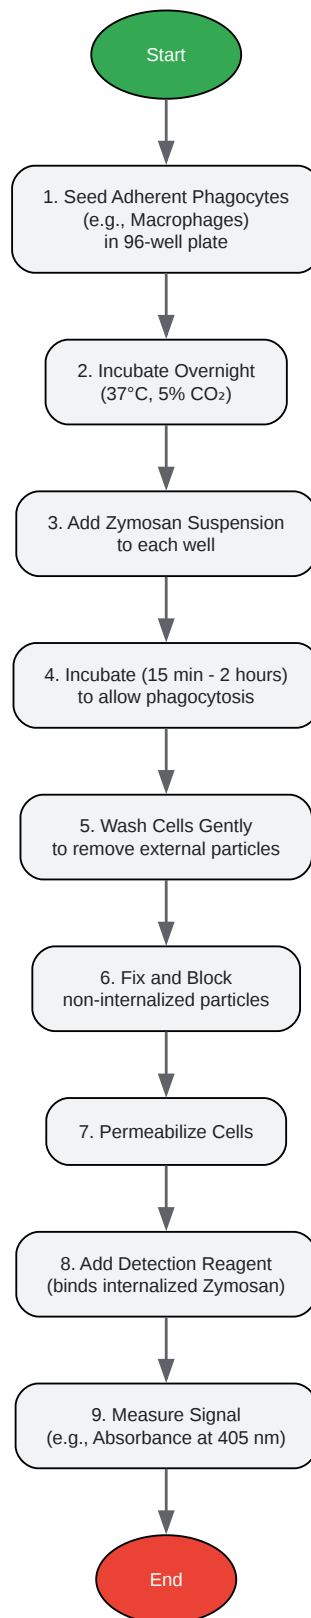 Start
1. Seed Adherent Phagocytes
(e.g., Macrophages)
in 96-well plate
2. Incubate Overnight
(37°C, 5% CO₂)
3. Add Zymosan Suspension
to each well
4. Incubate (15 min - 2 hours)
to allow phagocytosis
5. Wash Cells Gently
to remove external particles
6. Fix and Block
non-internalized particles
7. Permeabilize Cells
8. Add Detection Reagent
(binds internalized Zymosan)
9. Measure Signal
(e.g., Absorbance at 405 nm)
End